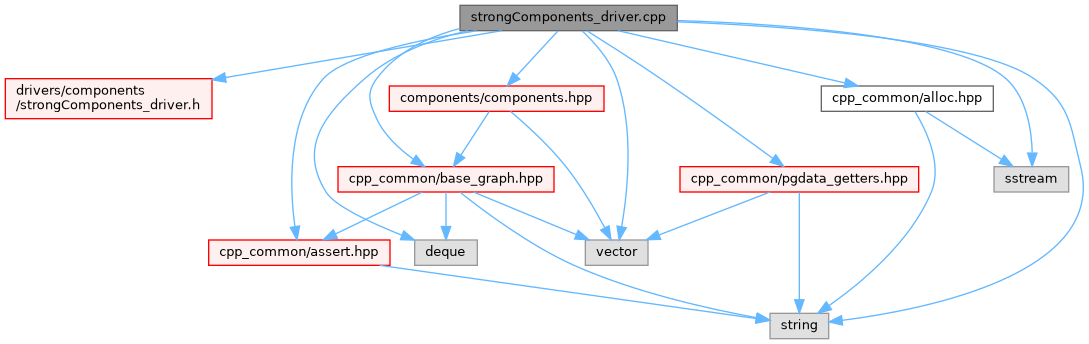 strongComponents_driver.cpp
drivers/components
/strongComponents_driver.h
components/components.hpp
cpp_common/alloc.hpp
cpp_common/base_graph.hpp
cpp_common/pgdata_getters.hpp
sstream
cpp_common/assert.hpp
deque
vector
string